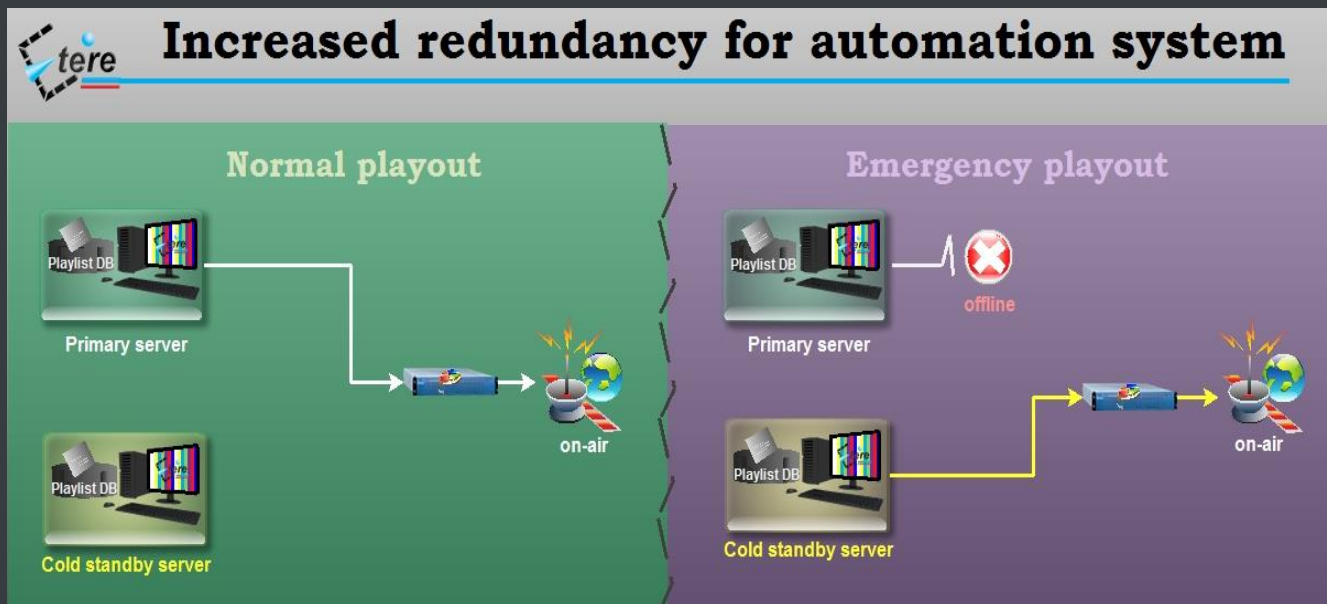 Etere
Increased redundancy for automation system
Normal playout
Playlist DB
Primary server
on-air
Playlist DB
Cold standby server
Emergency playout
Playlist DB
offline
Primary server
on-air
Playlist DB
Cold standby server